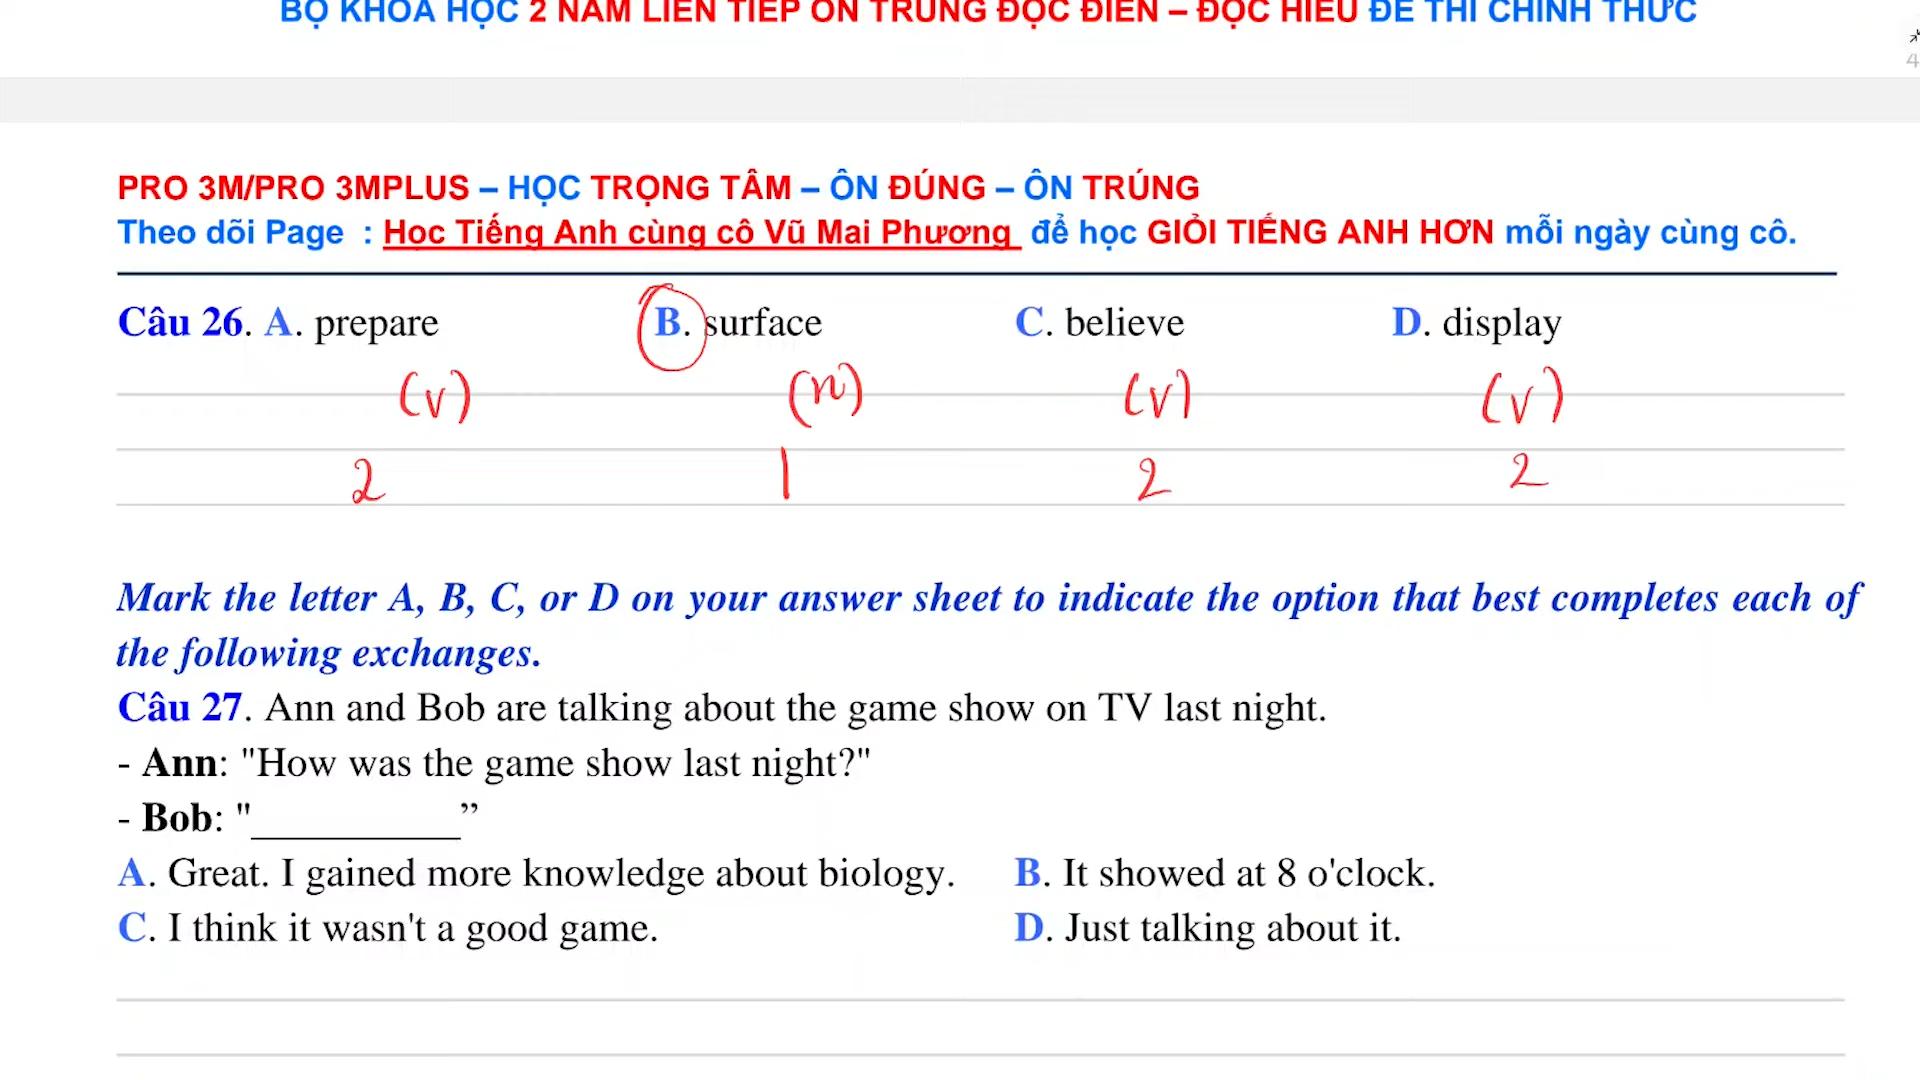 BỘ KHÓA HỌC 2 NĂM LIÊN TIẾP ÔN TRÚNG ĐỌC ĐIỀN – ĐỌC HIỂU ĐỀ THI CHÍNH THỨC
4
PRO 3M/PRO 3MPLUS – HỌC TRỌNG TÂM – ÔN ĐÚNG – ÔN TRÚNG
Theo dõi Page : Học Tiếng Anh cùng cô Vũ Mai Phương để học GIỎI TIẾNG ANH HƠN mỗi ngày cùng cô.
Câu 26. A. prepare B. surface C. believe D. display
(v) (n) (v) (v)
2 1 2 2
Mark the letter A, B, C, or D on your answer sheet to indicate the option that best completes each of
the following exchanges.
Câu 27. Ann and Bob are talking about the game show on TV last night.
- Ann: "How was the game show last night?"
- Bob: "__________”
A. Great. I gained more knowledge about biology. B. It showed at 8 o'clock.
C. I think it wasn't a good game. D. Just talking about it.